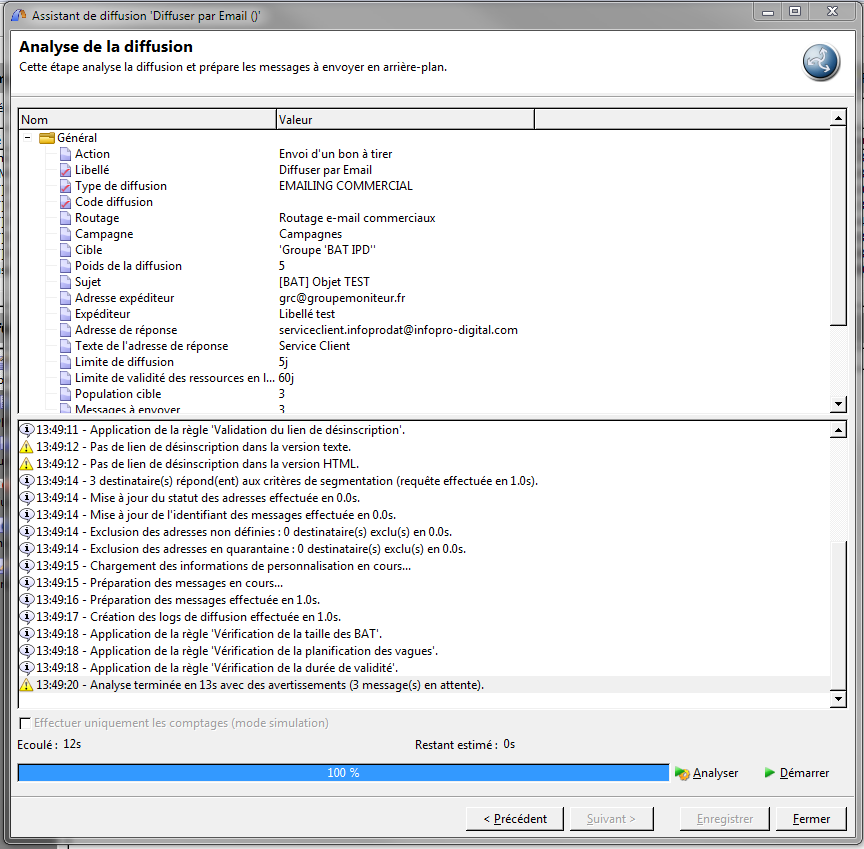 Assistant de diffusion 'Diffuser par Email ()'
Analyse de la diffusion
Cette étape analyse la diffusion et prépare les messages à envoyer en arrière-plan.
Nom Valeur
Général
Action Envoi d'un bon à tirer
Libellé Diffuser par Email
Type de diffusion EMAILING COMMERCIAL
Code diffusion
Routage Routage e-mail commerciaux
Campagne Campagnes
Cible 'Groupe 'BAT IPD''
Poids de la diffusion 5
Sujet [BAT] Objet TEST
Adresse expéditeur grc@groupemoniteur.fr
Expéditeur Libellé test
Adresse de réponse serviceclient.infoprodat@infopro-digital.com
Texte de l'adresse de réponse Service Client
Limite de diffusion 5j
Limite de validité des ressources en l... 60j
Population cible 3
Messages à envoyer 3
13:49:11 - Application de la règle 'Validation du lien de désinscription'.
13:49:12 - Pas de lien de désinscription dans la version texte.
13:49:12 - Pas de lien de désinscription dans la version HTML.
13:49:14 - 3 destinataire(s) répond(ent) aux critères de segmentation (requête effectuée en 1.0s).
13:49:14 - Mise à jour du statut des adresses effectuée en 0.0s.
13:49:14 - Mise à jour de l'identifiant des messages effectuée en 0.0s.
13:49:14 - Exclusion des adresses non définies : 0 destinataire(s) exclu(s) en 0.0s.
13:49:14 - Exclusion des adresses en quarantaine : 0 destinataire(s) exclu(s) en 0.0s.
13:49:15 - Chargement des informations de personnalisation en cours...
13:49:15 - Préparation des messages en cours...
13:49:16 - Préparation des messages effectuée en 1.0s.
13:49:17 - Création des logs de diffusion effectuée en 1.0s.
13:49:18 - Application de la règle 'Vérification de la taille des BAT'.
13:49:18 - Application de la règle 'Vérification de la planification des vagues'.
13:49:18 - Application de la règle 'Vérification de la durée de validité'.
13:49:20 - Analyse terminée en 13s avec des avertissements (3 message(s) en attente).
Effectuer uniquement les comptages (mode simulation)
Ecoulé : 12s Restant estimé : 0s
100 % Analyser Démarrer
< Précédent Suivant > Enregistrer Fermer